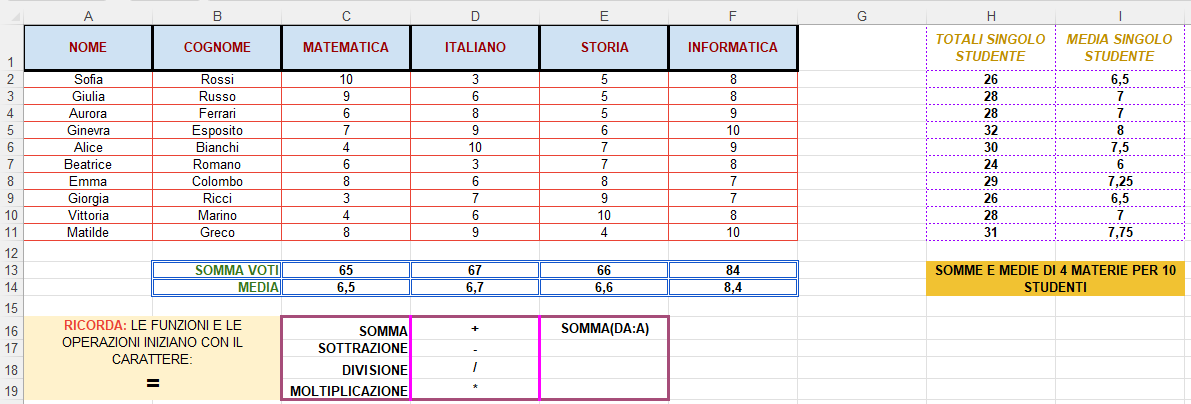 A B C D E F G H I
1 NOME COGNOME MATEMATICA ITALIANO STORIA INFORMATICA TOTALI SINGOLO STUDENTE MEDIA SINGOLO STUDENTE
2 Sofia Rossi 10 3 5 8 26 6,5
3 Giulia Russo 9 6 5 8 28 7
4 Aurora Ferrari 6 8 5 9 28 7
5 Ginevra Esposito 7 9 6 10 32 8
6 Alice Bianchi 4 10 7 9 30 7,5
7 Beatrice Romano 6 3 7 8 24 6
8 Emma Colombo 8 6 8 7 29 7,25
9 Giorgia Ricci 3 7 9 7 26 6,5
10 Vittoria Marino 4 6 10 8 28 7
11 Matilde Greco 8 9 4 10 31 7,75
12
13 SOMMA VOTI 65 67 66 84
14 MEDIA 6,5 6,7 6,6 8,4
SOMME E MEDIE DI 4 MATERIE PER 10
STUDENTI
15
RICORDA: LE FUNZIONI E LE
OPERAZIONI INIZIANO CON IL
CARATTERE:
=
16 SOMMA + SOMMA(DA:A)
17 SOTTRAZIONE -
18 DIVISIONE /
19 MOLTIPLICAZIONE *